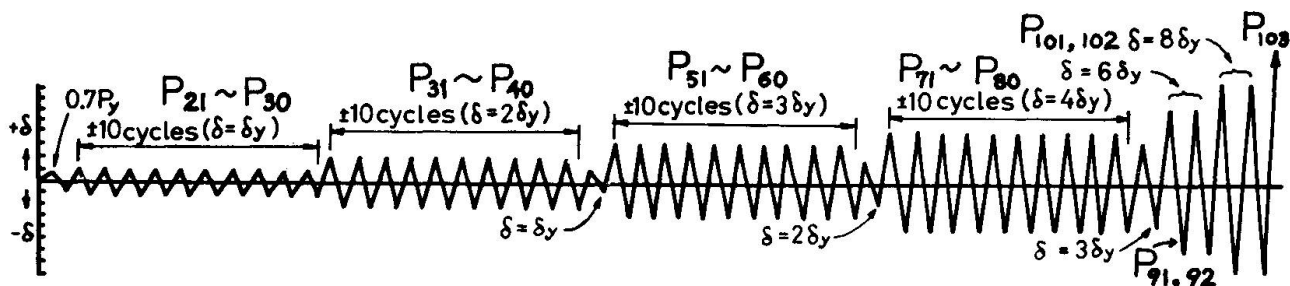 +δ
-δ
0.7Py
P21 ~ P30
±10cycles (δ = δy)
P31 ~ P40
±10cycles (δ = 2δy)
δ = δy
P51 ~ P60
±10cycles (δ = 3δy)
δ = 2δy
P71 ~ P80
±10cycles (δ = 4δy)
δ = 3δy
P91, 92
δ = 6δy
P101, 102 δ = 8δy
P103